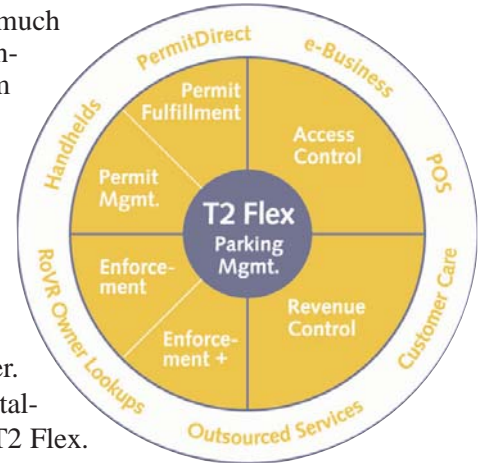 much
n-
er.
tal-
T2 Flex.
PermitDirect
e-Business
POS
Customer Care
Outsourced Services
RoVR Owner Lookups
Handhelds
Permit
Fulfillment
Access
Control
Permit
Mgmt.
T2 Flex
Parking
Mgmt.
Enforce-
ment
Revenue
Control
Enforce-
ment +